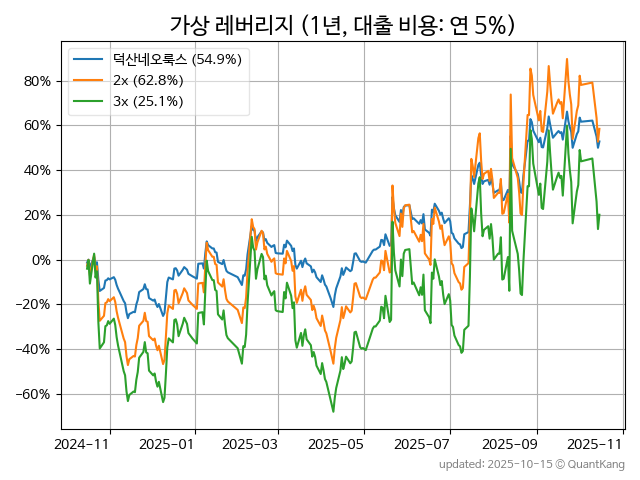 가상 레버리지 (1년, 대출 비용: 연 5%)
덕산네오룩스 (54.9%)
2x (62.8%)
3x (25.1%)
80%
60%
40%
20%
0%
−20%
−40%
−60%
2024-11 2025-01 2025-03 2025-05 2025-07 2025-09 2025-11
updated: 2025-10-15 © QuantKang